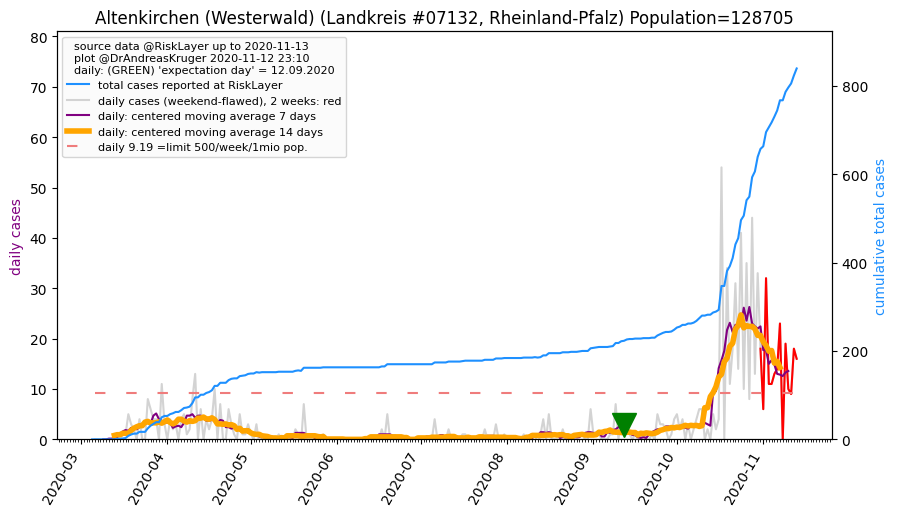 Altenkirchen (Westerwald) (Landkreis #07132, Rheinland-Pfalz) Population=128705
source data @RiskLayer up to 2020-11-13
plot @DrAndreasKruger 2020-11-12 23:10
daily: (GREEN) 'expectation day' = 12.09.2020
total cases reported at RiskLayer
daily cases (weekend-flawed), 2 weeks: red
daily: centered moving average 7 days
daily: centered moving average 14 days
daily 9.19 =limit 500/week/1mio pop.
daily cases
80
70
60
50
40
30
20
10
0
cumulative total cases
800
600
400
200
0
2020-03
2020-04
2020-05
2020-06
2020-07
2020-08
2020-09
2020-10
2020-11